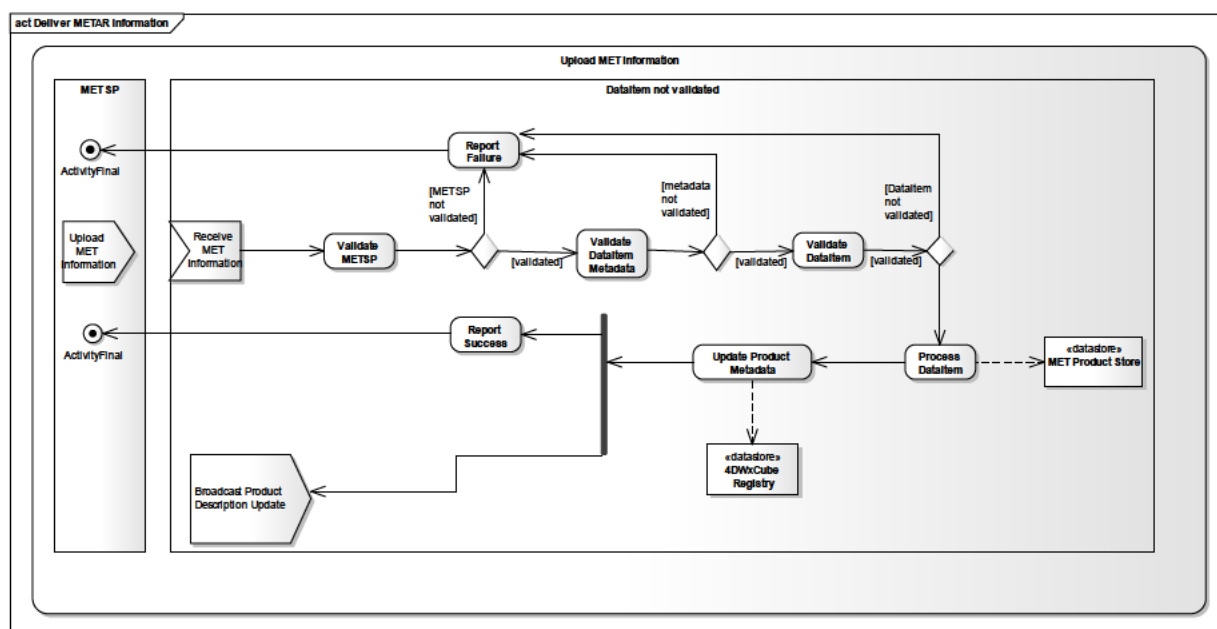 act Deliver METAR Information
Upload MET Information
METSP
DataItem not validated
Report
Failure
ActivityFinal
[METSP
not
validated]
[metadata
not
validated]
[DataItem
not
validated]
Upload
MET
Information
Receive
MET
Information
Validate
METSP
[validated]
Validate
DataItem
Metadata
[validated]
Validate
DataItem
[validated]
ActivityFinal
Report
Success
Update Product
Metadata
Process
DataItem
«datastore»
MET Product Store
«datastore»
4DWxCube
Registry
Broadcast Product
Description Update